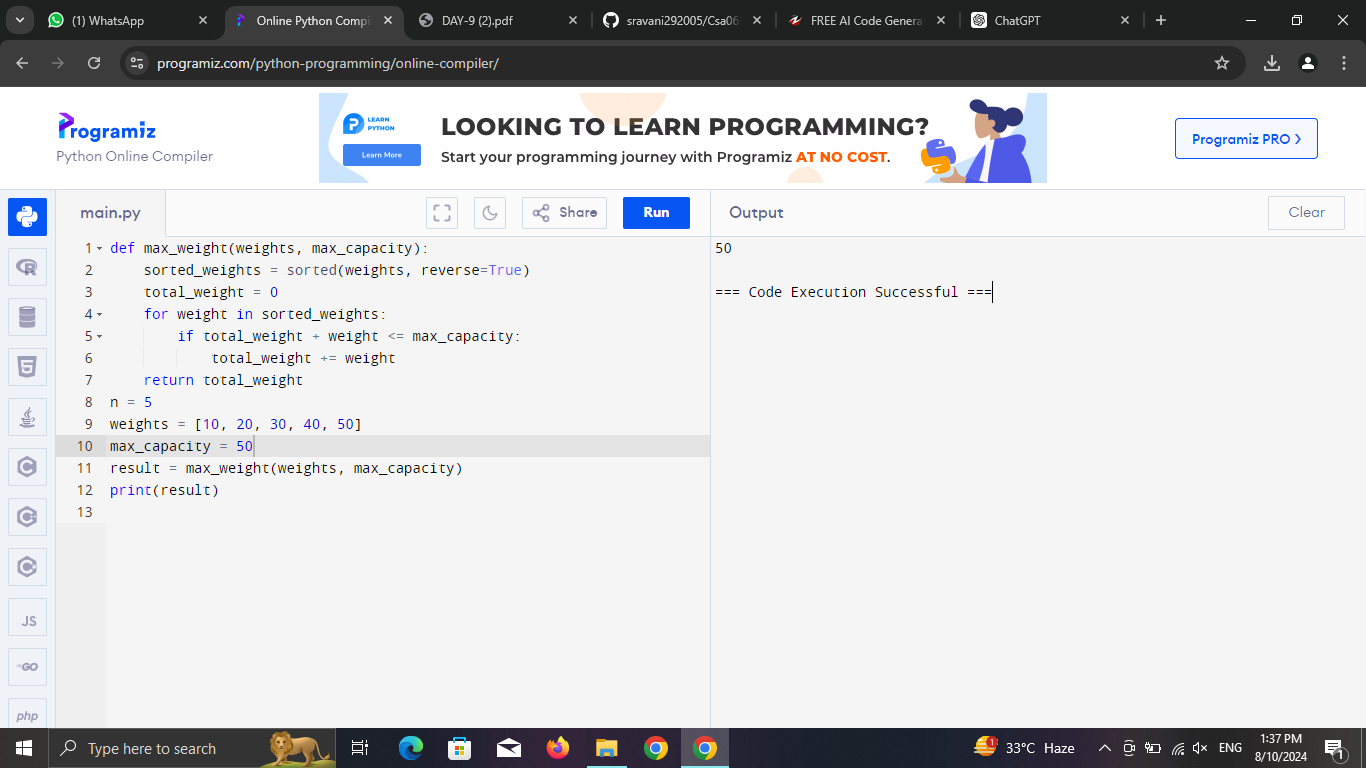 (1) WhatsApp
Online Python Compi
DAY-9 (2).pdf
sravani292005/Csa06
FREE AI Code Genera
ChatGPT
programiz.com/python-programming/online-compiler/
Programiz
Python Online Compiler
LEARN
PYTHON
Learn More
LOOKING TO LEARN PROGRAMMING?
Start your programming journey with Programiz AT NO COST.
Programiz PRO >
main.py
Share
Run
Output
Clear
1 def max_weight(weights, max_capacity):
2 sorted_weights = sorted(weights, reverse=True)
3 total_weight = 0
4 for weight in sorted_weights:
5 if total_weight + weight <= max_capacity:
6 total_weight += weight
7 return total_weight
8 n = 5
9 weights = [10, 20, 30, 40, 50]
10 max_capacity = 50
11 result = max_weight(weights, max_capacity)
12 print(result)
13
50
=== Code Execution Successful ===
JS
GO
php
Type here to search
1
33°C Haze
ENG
1:37 PM
8/10/2024
1